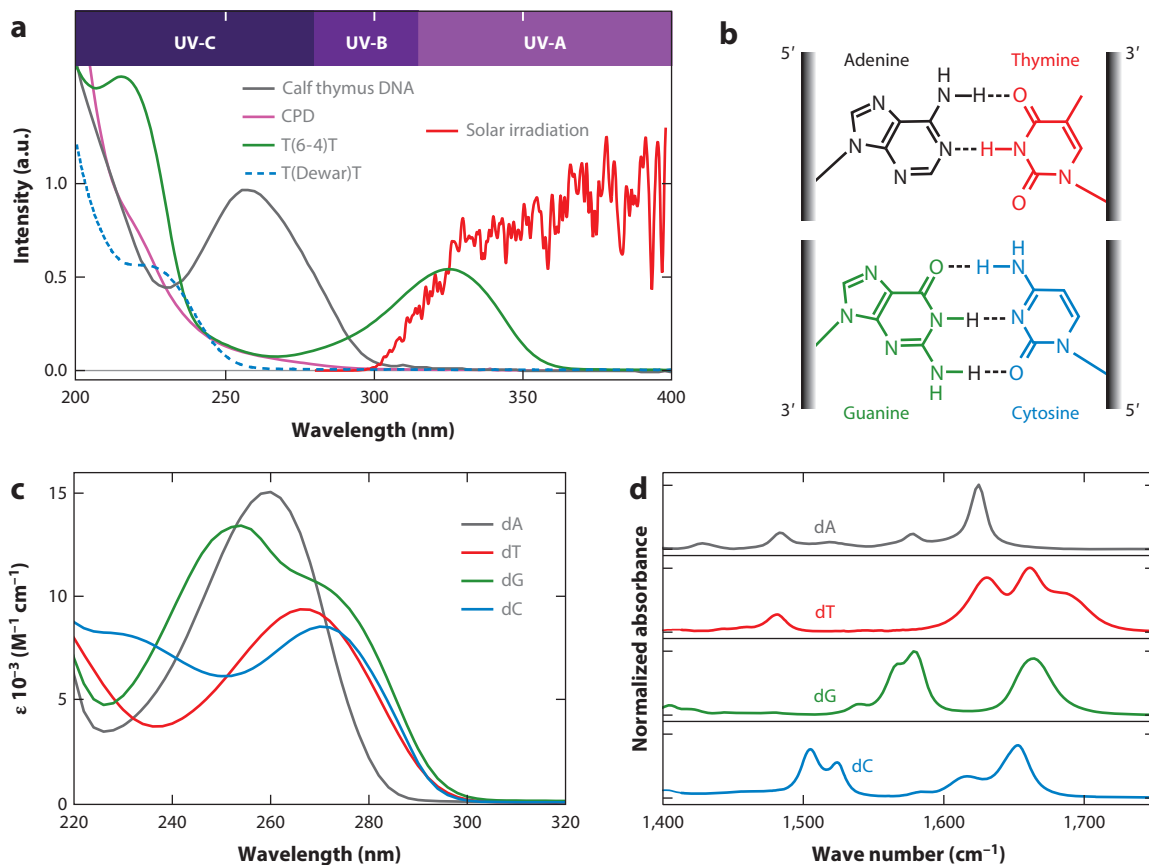 a
UV-C UV-B UV-A
Calf thymus DNA
CPD
T(6-4)T
T(Dewar)T
Solar irradiation
Intensity (a.u.)
1.0
0.5
0.0
200 250 300 350 400
Wavelength (nm)
b
5′ 3′
Adenine Thymine
H
N H O
N N
N N H N
N N
O
O H N H
N
N N H N
N N N
N H O
H
3′ 5′
Guanine Cytosine
c
dA
dT
dG
dC
ε 10⁻³ (M⁻¹ cm⁻¹)
15
10
5
0
220 240 260 280 300 320
Wavelength (nm)
d
dA
dT
dG
dC
Normalized absorbance
1,400 1,500 1,600 1,700
Wave number (cm⁻¹)